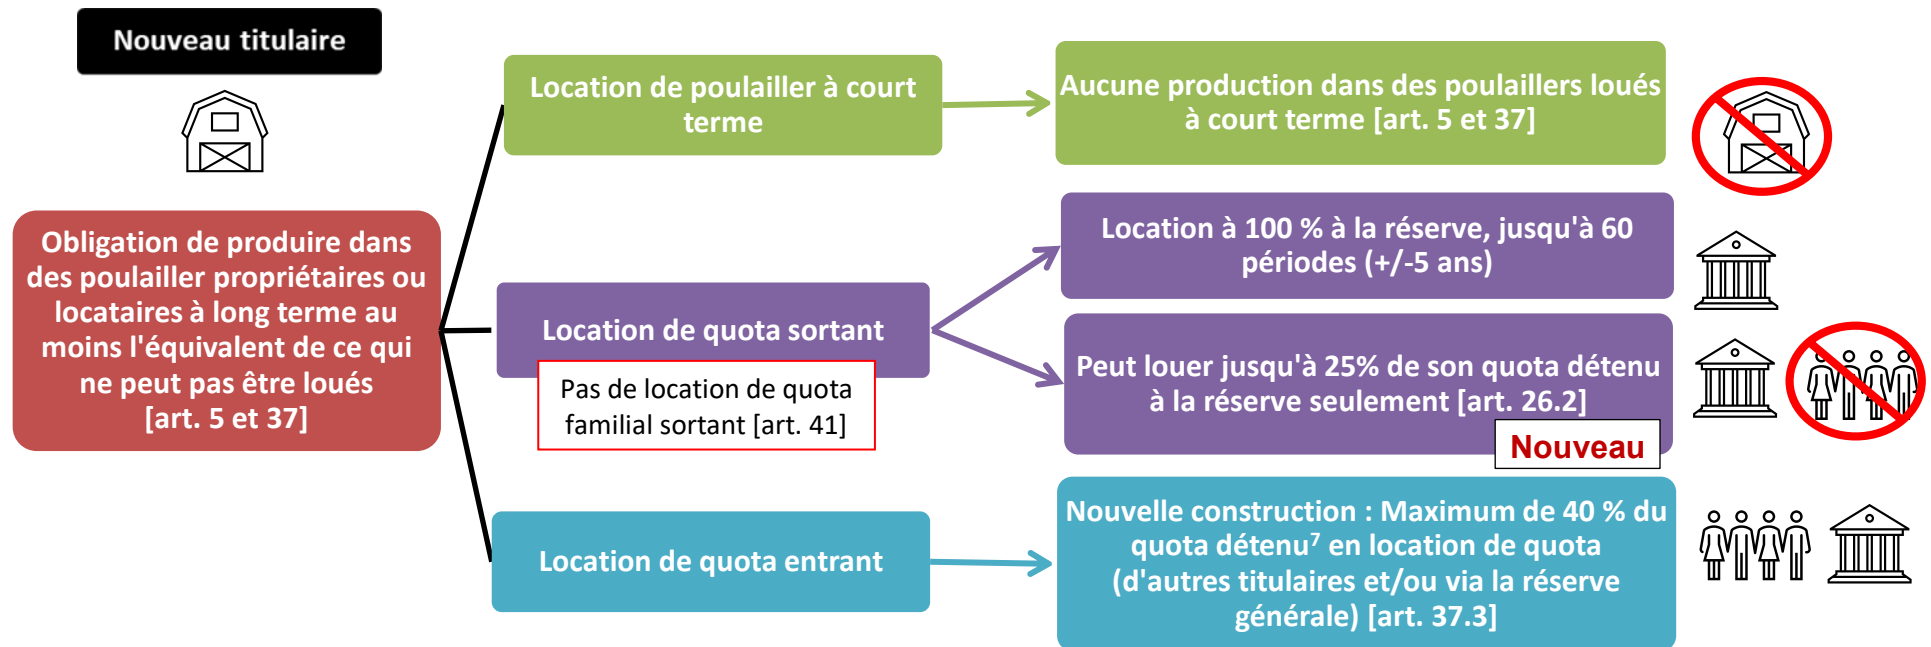 Nouveau titulaire
Obligation de produire dans
des poulailler propriétaires ou
locataires à long terme au
moins l'équivalent de ce qui
ne peut pas être loués
[art. 5 et 37]
Location de poulailler à court
terme
Aucune production dans des poulaillers loués
à court terme [art. 5 et 37]
Location de quota sortant
Pas de location de quota
familial sortant [art. 41]
Location à 100 % à la réserve, jusqu'à 60
périodes (+/-5 ans)
Peut louer jusqu'à 25% de son quota détenu
à la réserve seulement [art. 26.2]
Nouveau
Location de quota entrant
Nouvelle construction : Maximum de 40 % du
quota détenu⁷ en location de quota
(d'autres titulaires et/ou via la réserve
générale) [art. 37.3]